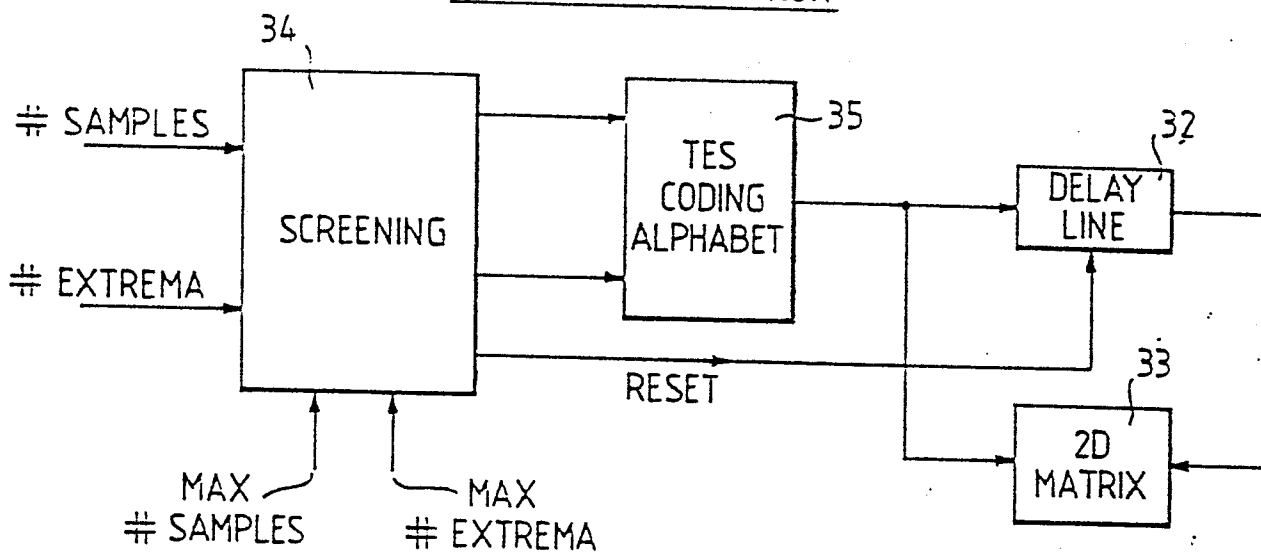 34
# SAMPLES
# EXTREMA
SCREENING
TES
CODING
ALPHABET
35
32
DELAY
LINE
RESET
33
2D
MATRIX
MAX
# SAMPLES
MAX
# EXTREMA